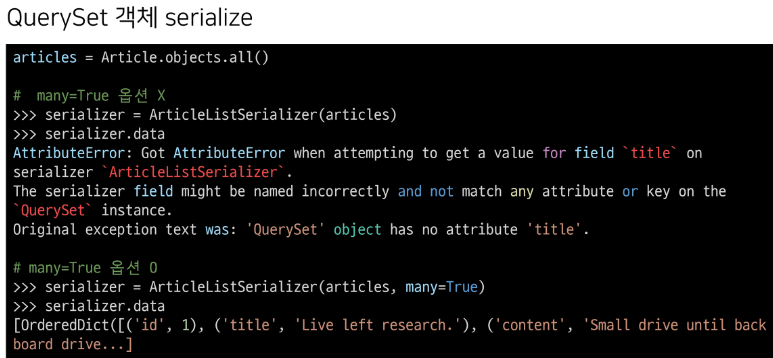 QuerySet 객체 serialize
articles = Article.objects.all()
#  many=True 옵션 X
>>> serializer = ArticleListSerializer(articles)
>>> serializer.data
AttributeError: Got AttributeError when attempting to get a value for field `title` on
serializer `ArticleListSerializer`.
The serializer field might be named incorrectly and not match any attribute or key on the
`QuerySet` instance.
Original exception text was: 'QuerySet' object has no attribute 'title'.
# many=True 옵션 O
>>> serializer = ArticleListSerializer(articles, many=True)
>>> serializer.data
[OrderedDict([('id', 1), ('title', 'Live left research.'), ('content', 'Small drive until back
board drive...]